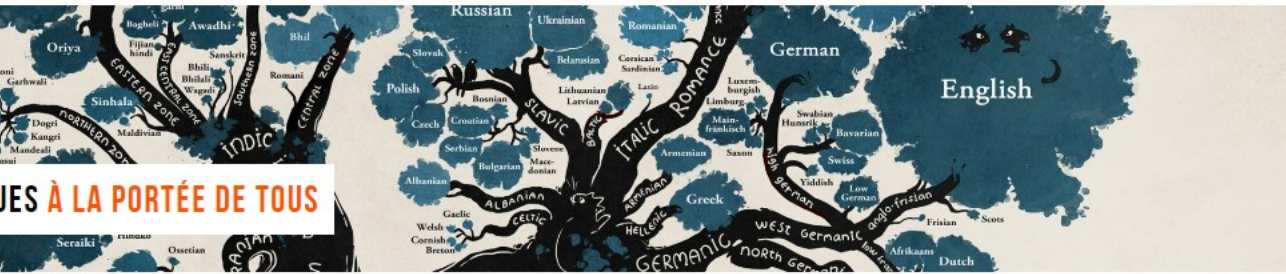 garni
Bagheli
Awadhi
Oriya
Fijian
hindi
EAST CENTRAL ZONE
Sanskrit
Bhil
Bhili
Bhilali
Wagadi
Romani
EASTERN ZONE
SOUTHERN ZONE
CENTRAL ZONE
Garhwali
Sinhala
NORTHERN ZO
Maldivian
Dogri
Kangri
Mandeali
INDIC
UES À LA PORTÉE DE TOUS
Seraiki
Hindko
Ossetian
RANIAN
Russian
Ukrainian
Romanian
Slovak
Belarusian
Corsican
Sardinian
Polish
Lithuanian
Latvian
Latin
Bosnian
Czech
Croatian
SLAVIC
BALTIC
ITALIC
ROMANCE
Serbian
Slovene
Mace-
donian
Bulgarian
Albanian
ALBANIAN
Gaelic
Welsh
Cornish
Breton
CELTIC
Armenian
ARMENIAN
Greek
HELLENIC
GERMANIC
WEST GERMANIC
NORTH GERMA
German
Luxem-
burgish
Limburg.
Main-
fränkisch
Saxon
high german
Swabian
Hunsrik
Bavarian
Swiss
Yiddish
Low
German
anglo-frisian
English
Frisian
Scots
Afrikaans
Dutch